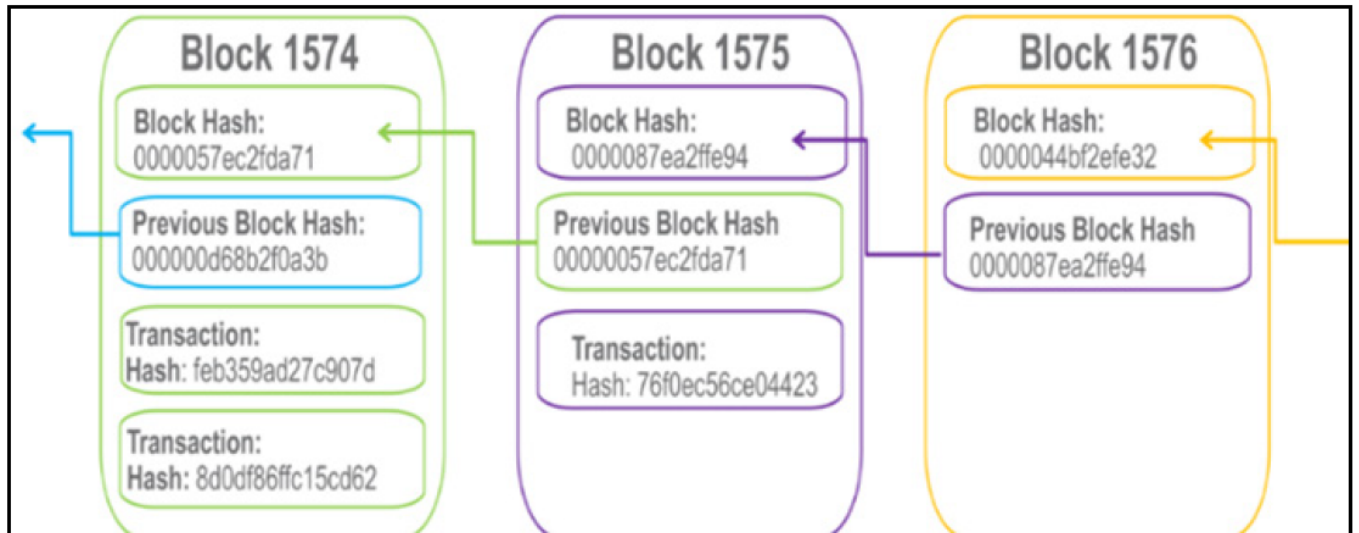 Block 1574
Block Hash:
0000057ec2fda71
Previous Block Hash:
000000d68b2f0a3b
Transaction:
Hash: feb359ad27c907d
Transaction:
Hash: 8d0df86ffc15cd62
Block 1575
Block Hash:
0000087ea2ffe94
Previous Block Hash
00000057ec2fda71
Transaction:
Hash: 76f0ec56ce04423
Block 1576
Block Hash:
0000044bf2efe32
Previous Block Hash
0000087ea2ffe94